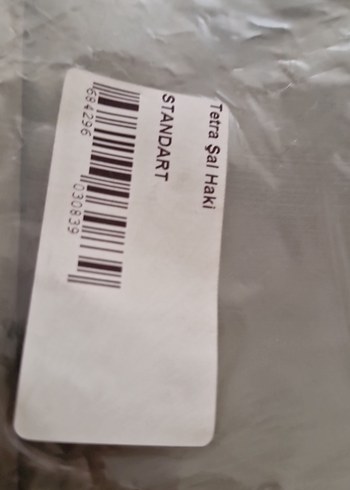 Tetra Şal Haki
STANDART
684296 030839